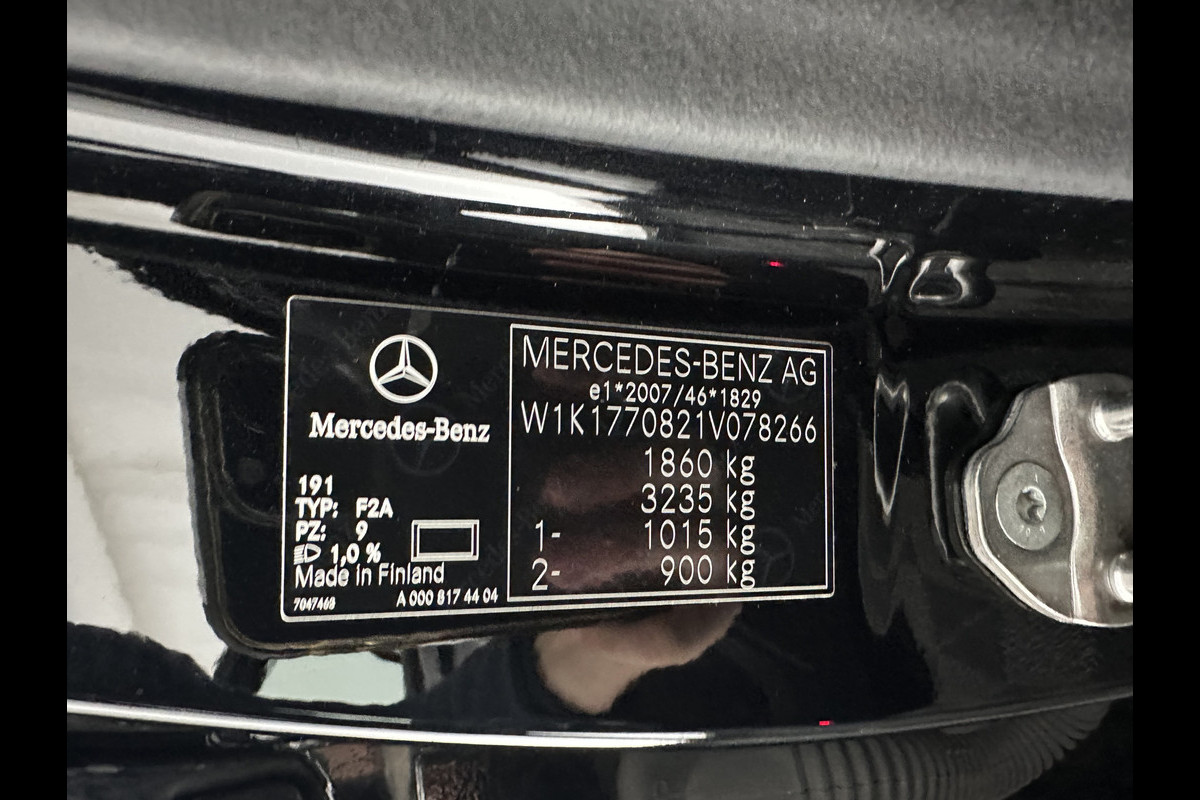 Mercedes-Benz
191
TYP: F2A
PZ: 9
1,0 %
Made in Finland
7047468
A 000 817 44 04
MERCEDES-BENZ AG
e1*2007/46*1829
W1K1770821V078266
1860 kg
3235 kg
1- 1015 kg
2- 900 kg